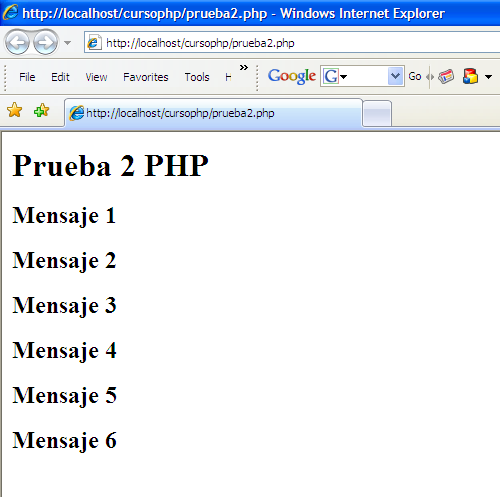 http://localhost/cursophp/prueba2.php - Windows Internet Explorer
http://localhost/cursophp/prueba2.php
File Edit View Favorites Tools H » Google G Go
http://localhost/cursophp/prueba2.php
Prueba 2 PHP
Mensaje 1
Mensaje 2
Mensaje 3
Mensaje 4
Mensaje 5
Mensaje 6